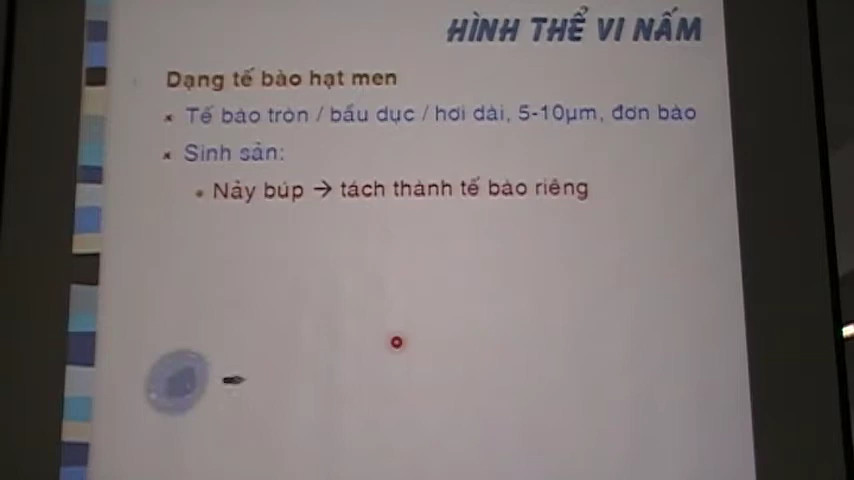 HÌNH THỂ VI NẤM
Dạng tế bào hạt men
Tế bào tròn / bầu dục / hơi dài, 5-10µm, đơn bào
Sinh sản:
Nảy búp → tách thành tế bào riêng